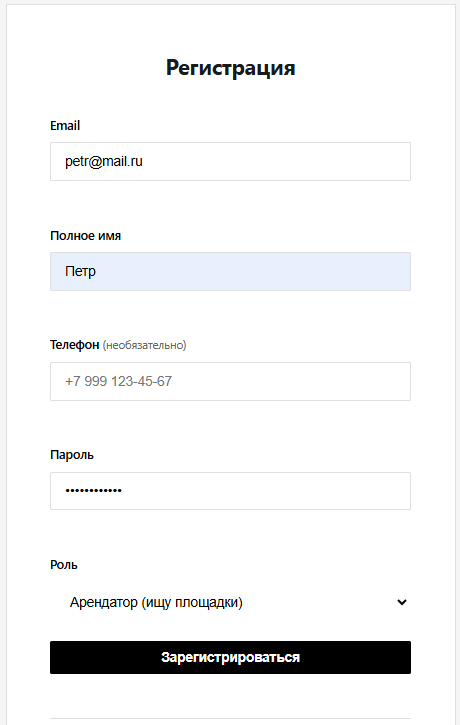 Регистрация
Email
petr@mail.ru
Полное имя
Петр
Телефон (необязательно)
+7 999 123-45-67
Пароль
••••••••••••
Роль
Арендатор (ищу площадки)
Зарегистрироваться